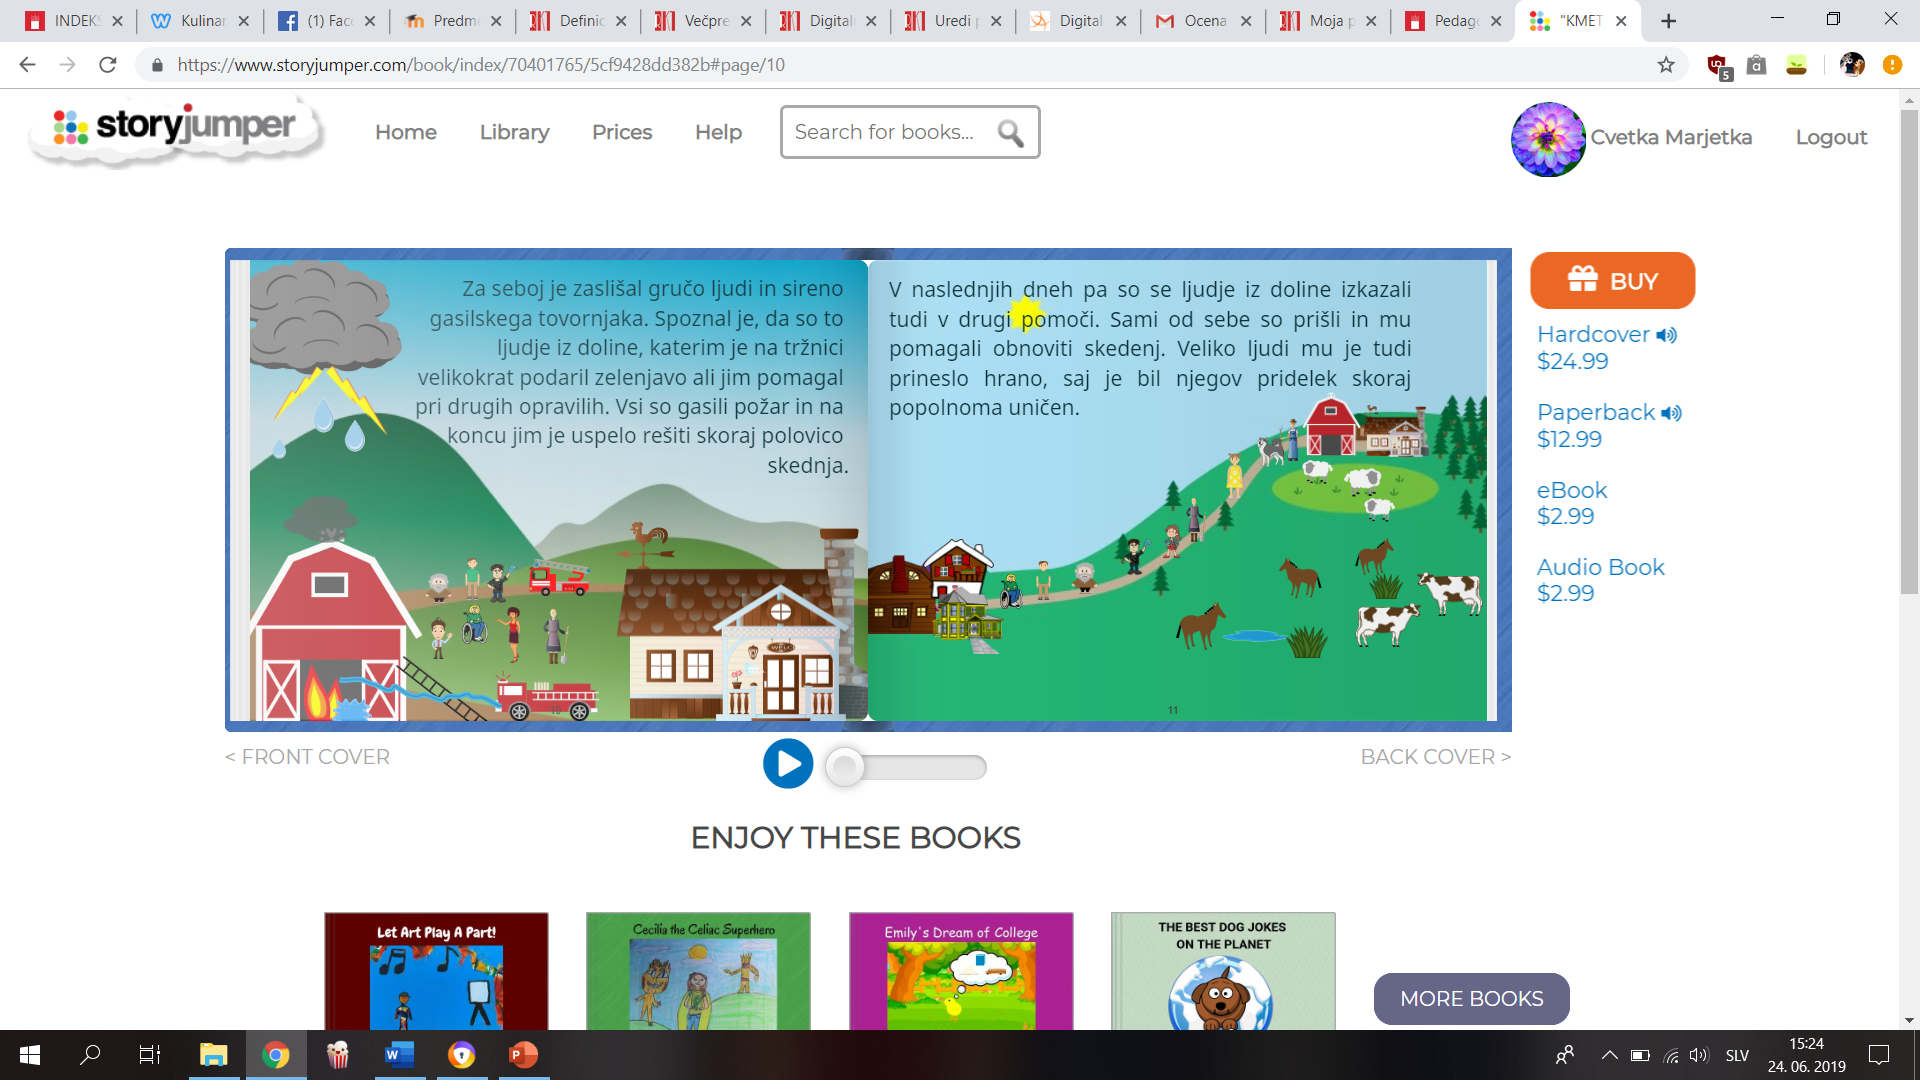 INDEKS
Kulinar
(1) Face
Predme
Definic
Večpre
Digital
Uredi p
Digital
Ocena
Moja p
Pedago
"KMET
https://www.storyjumper.com/book/index/70401765/5cf9428dd382b#page/10
5
storyjumper
Home
Library
Prices
Help
Search for books...
Cvetka Marjetka
Logout
Za seboj je zaslišal gručo ljudi in sireno
gasilskega tovornjaka. Spoznal je, da so to
ljudje iz doline, katerim je na tržnici
velikokrat podaril zelenjavo ali jim pomagal
pri drugih opravilih. Vsi so gasili požar in na
koncu jim je uspelo rešiti skoraj polovico
skednja.
WELCOME
10
V naslednjih dneh pa so se ljudje iz doline izkazali
tudi v drugi pomoči. Sami od sebe so prišli in mu
pomagali obnoviti skedenj. Veliko ljudi mu je tudi
prineslo hrano, saj je bil njegov pridelek skoraj
popolnoma uničen.
11
BUY
Hardcover
$24.99
Paperback
$12.99
eBook
$2.99
Audio Book
$2.99
< FRONT COVER
BACK COVER >
ENJOY THESE BOOKS
Let Art Play A Part!
Cecilia the Celiac Superhero
Emily's Dream of College
THE BEST DOG JOKES
ON THE PLANET
MORE BOOKS
SLV
15:24
24. 06. 2019